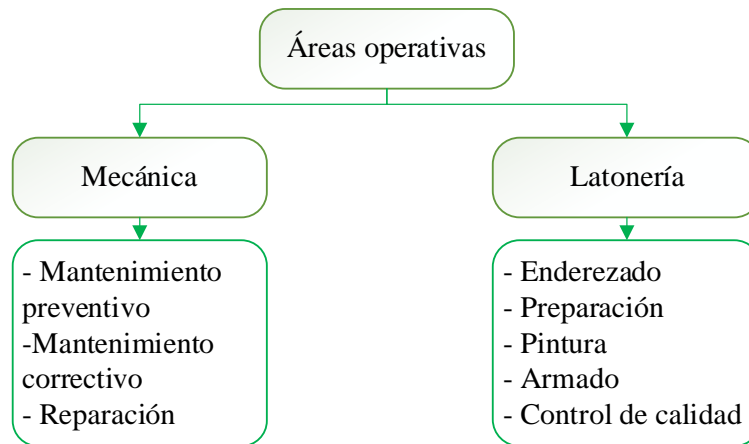 Áreas operativas
Mecánica
Latonería
- Mantenimiento
preventivo
-Mantenimiento
correctivo
- Reparación
- Enderezado
- Preparación
- Pintura
- Armado
- Control de calidad